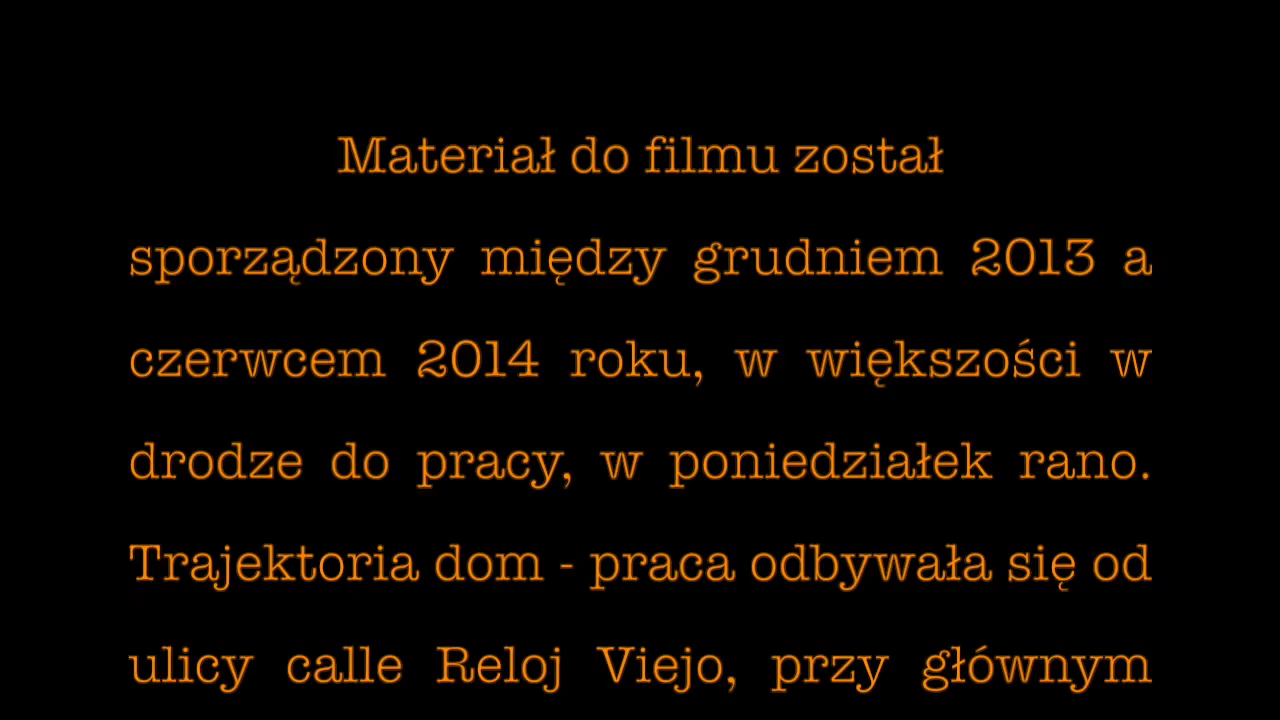 Materiał do filmu został
sporządzony między grudniem 2013 a
czerwcem 2014 roku, w większości w
drodze do pracy, w poniedziałek rano.
Trajektoria dom - praca odbywała się od
ulicy calle Reloj Viejo, przy głównym